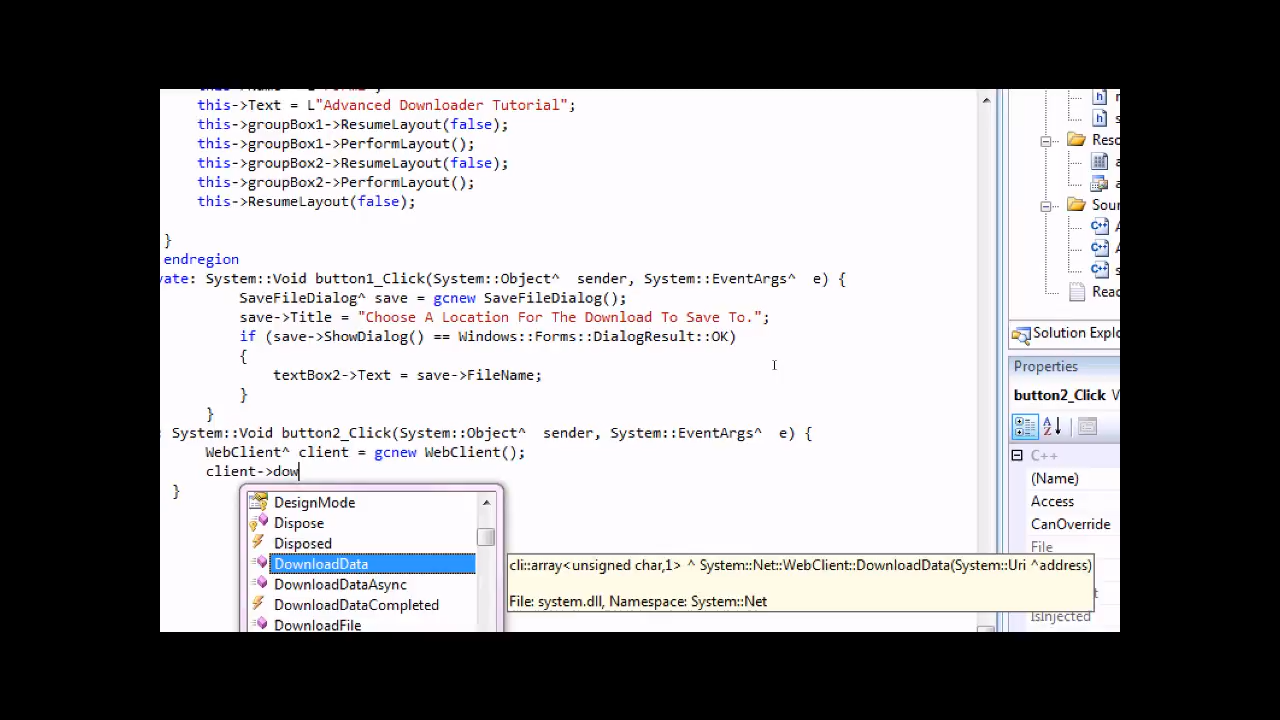 this->Text = L"Advanced Downloader Tutorial";
this->groupBox1->ResumeLayout(false);
this->groupBox1->PerformLayout();
this->groupBox2->ResumeLayout(false);
this->groupBox2->PerformLayout();
this->ResumeLayout(false);
}
endregion
vate: System::Void button1_Click(System::Object^ sender, System::EventArgs^ e) {
SaveFileDialog^ save = gcnew SaveFileDialog();
save->Title = "Choose A Location For The Download To Save To.";
if (save->ShowDialog() == Windows::Forms::DialogResult::OK)
{
textBox2->Text = save->FileName;
}
}
: System::Void button2_Click(System::Object^ sender, System::EventArgs^ e) {
WebClient^ client = gcnew WebClient();
client->dow
}
DesignMode
Dispose
Disposed
DownloadData
DownloadDataAsync
DownloadDataCompleted
DownloadFile
cli::array<unsigned char,1> ^ System::Net::WebClient::DownloadData(System::Uri ^address)
File: system.dll, Namespace: System::Net
Reso
Sour
Read
Solution Explo
Properties
button2_Click V
C++
(Name)
Access
CanOverride
File
IsInjected